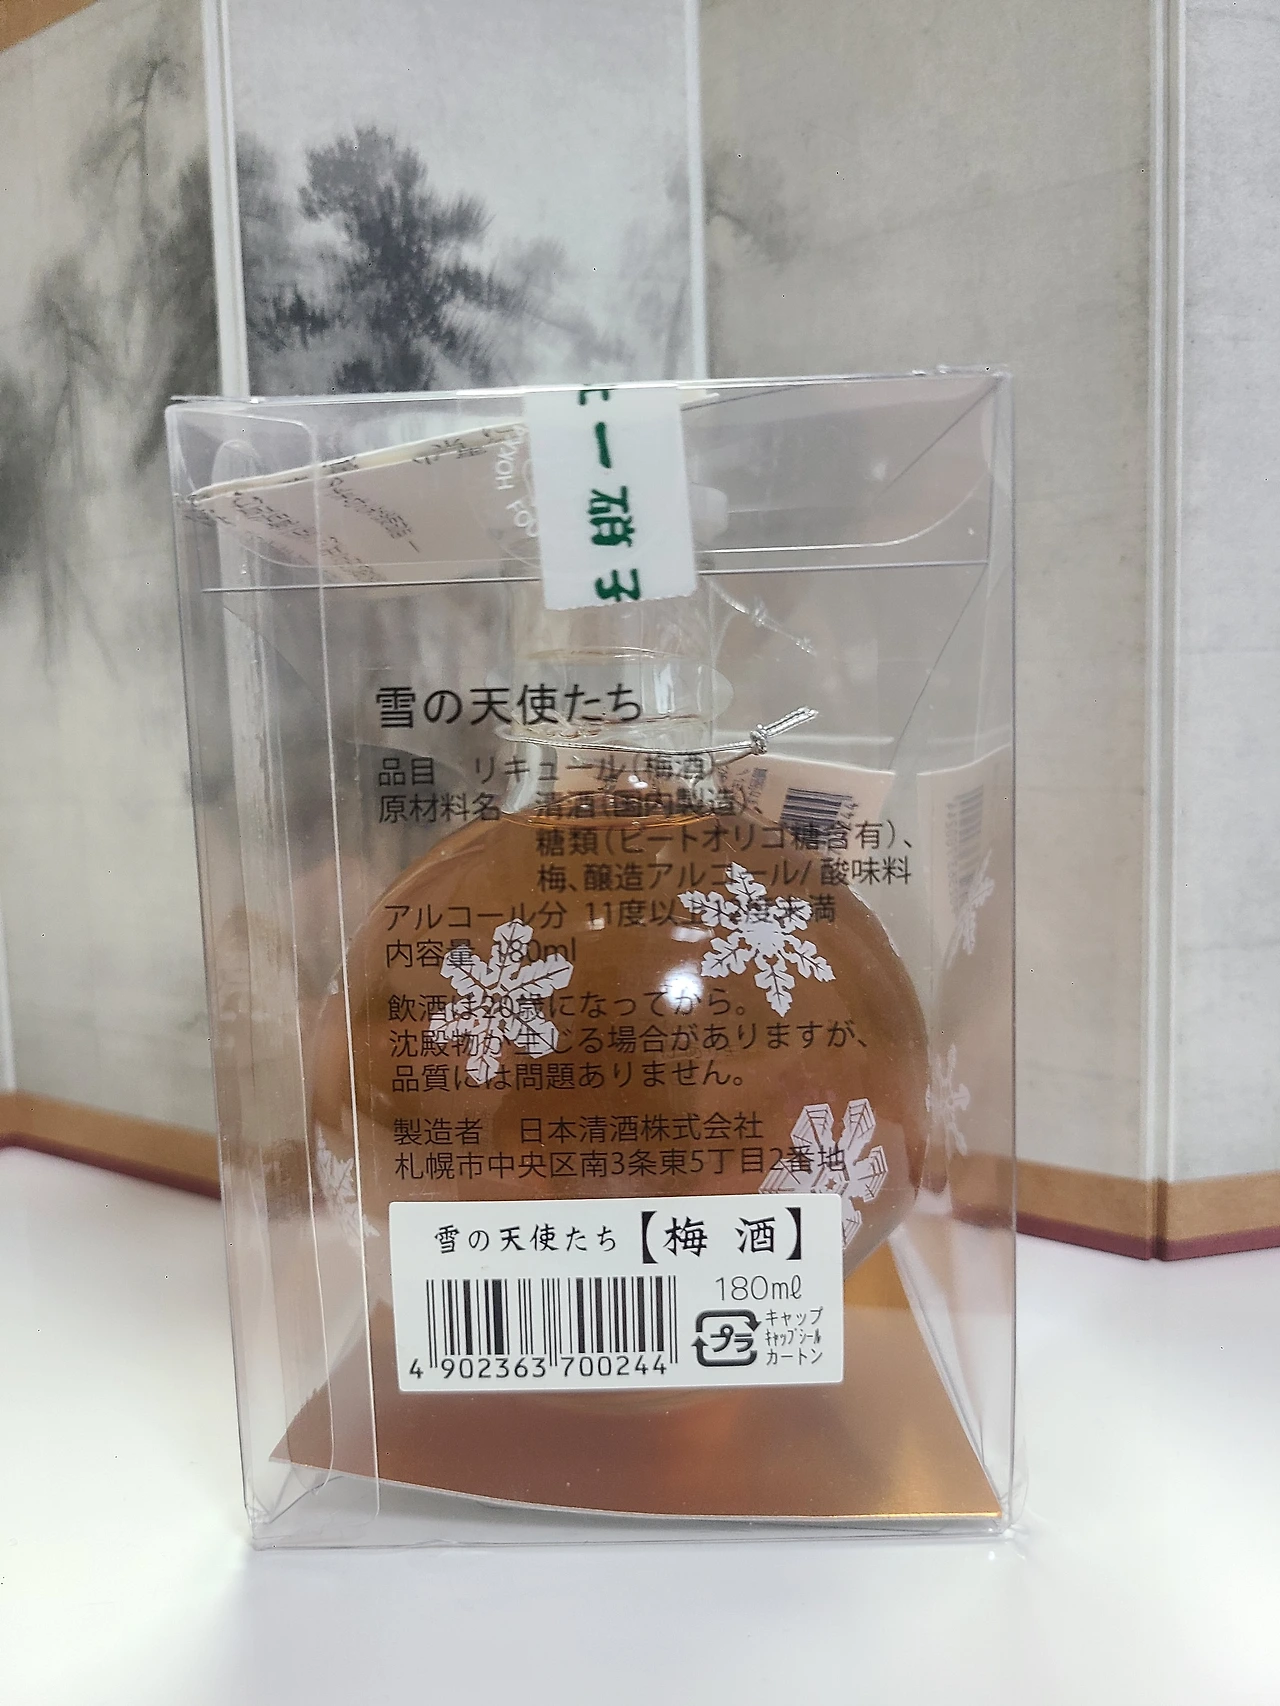 上一硝子
HOKKA
FO
雪の天使たち
品目 リキュール(梅酒)
原材料名 清酒(国内製造)、
糖類(ビートオリゴ糖含有)、
梅、醸造アルコール/酸味料
アルコール分 11度以上 度未満
内容量 180ml
飲酒は20歳になってから。
沈殿物が生じる場合がありますが、
品質には問題ありません。
製造者 日本清酒株式会社
札幌市中央区南3条東5丁目2番地
雪の天使たち【梅 酒】
180ml
プラ
キャップ
キャップシール
カートン
4 902363 700244